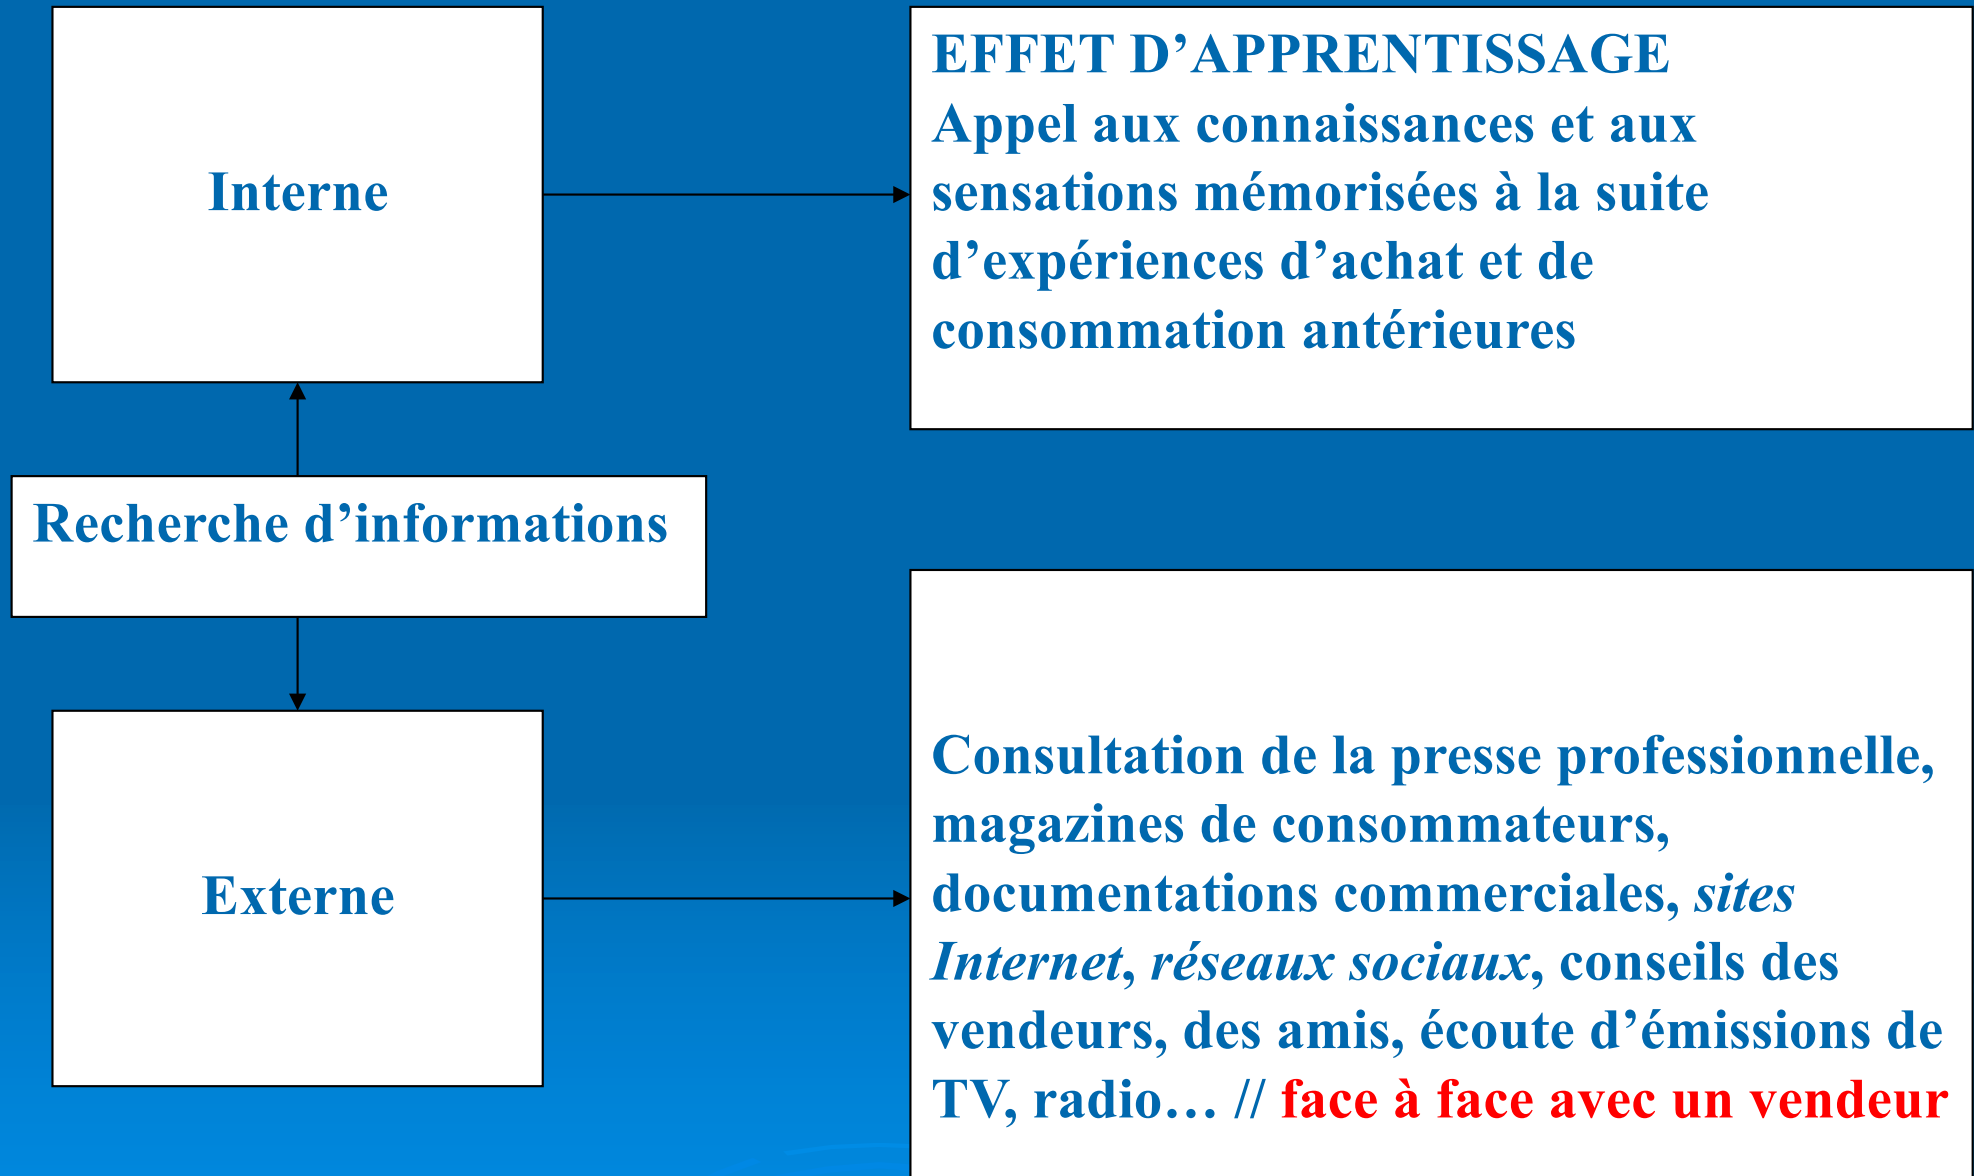 Interne
EFFET D’APPRENTISSAGE
Appel aux connaissances et aux
sensations mémorisées à la suite
d’expériences d’achat et de
consommation antérieures
Recherche d’informations
Externe
Consultation de la presse professionnelle,
magazines de consommateurs,
documentations commerciales, sites
Internet, réseaux sociaux, conseils des
vendeurs, des amis, écoute d’émissions de
TV, radio… // face à face avec un vendeur